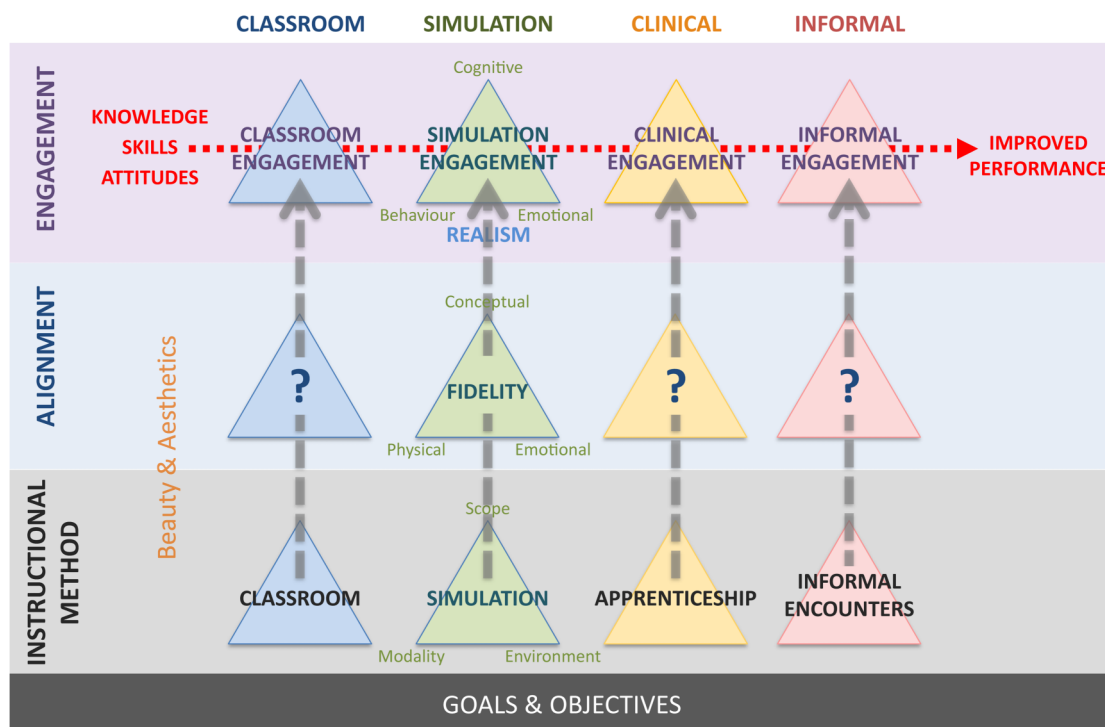 CLASSROOM
SIMULATION
CLINICAL
INFORMAL
ENGAGEMENT
KNOWLEDGE
SKILLS
ATTITUDES
CLASSROOM
ENGAGEMENT
Cognitive
SIMULATION
ENGAGEMENT
Behaviour
Emotional
REALISM
CLINICAL
ENGAGEMENT
INFORMAL
ENGAGEMENT
IMPROVED
PERFORMANCE
ALIGNMENT
Beauty & Aesthetics
?
Conceptual
FIDELITY
Physical
Emotional
?
?
INSTRUCTIONAL
METHOD
CLASSROOM
Scope
SIMULATION
Modality
Environment
APPRENTICESHIP
INFORMAL
ENCOUNTERS
GOALS & OBJECTIVES